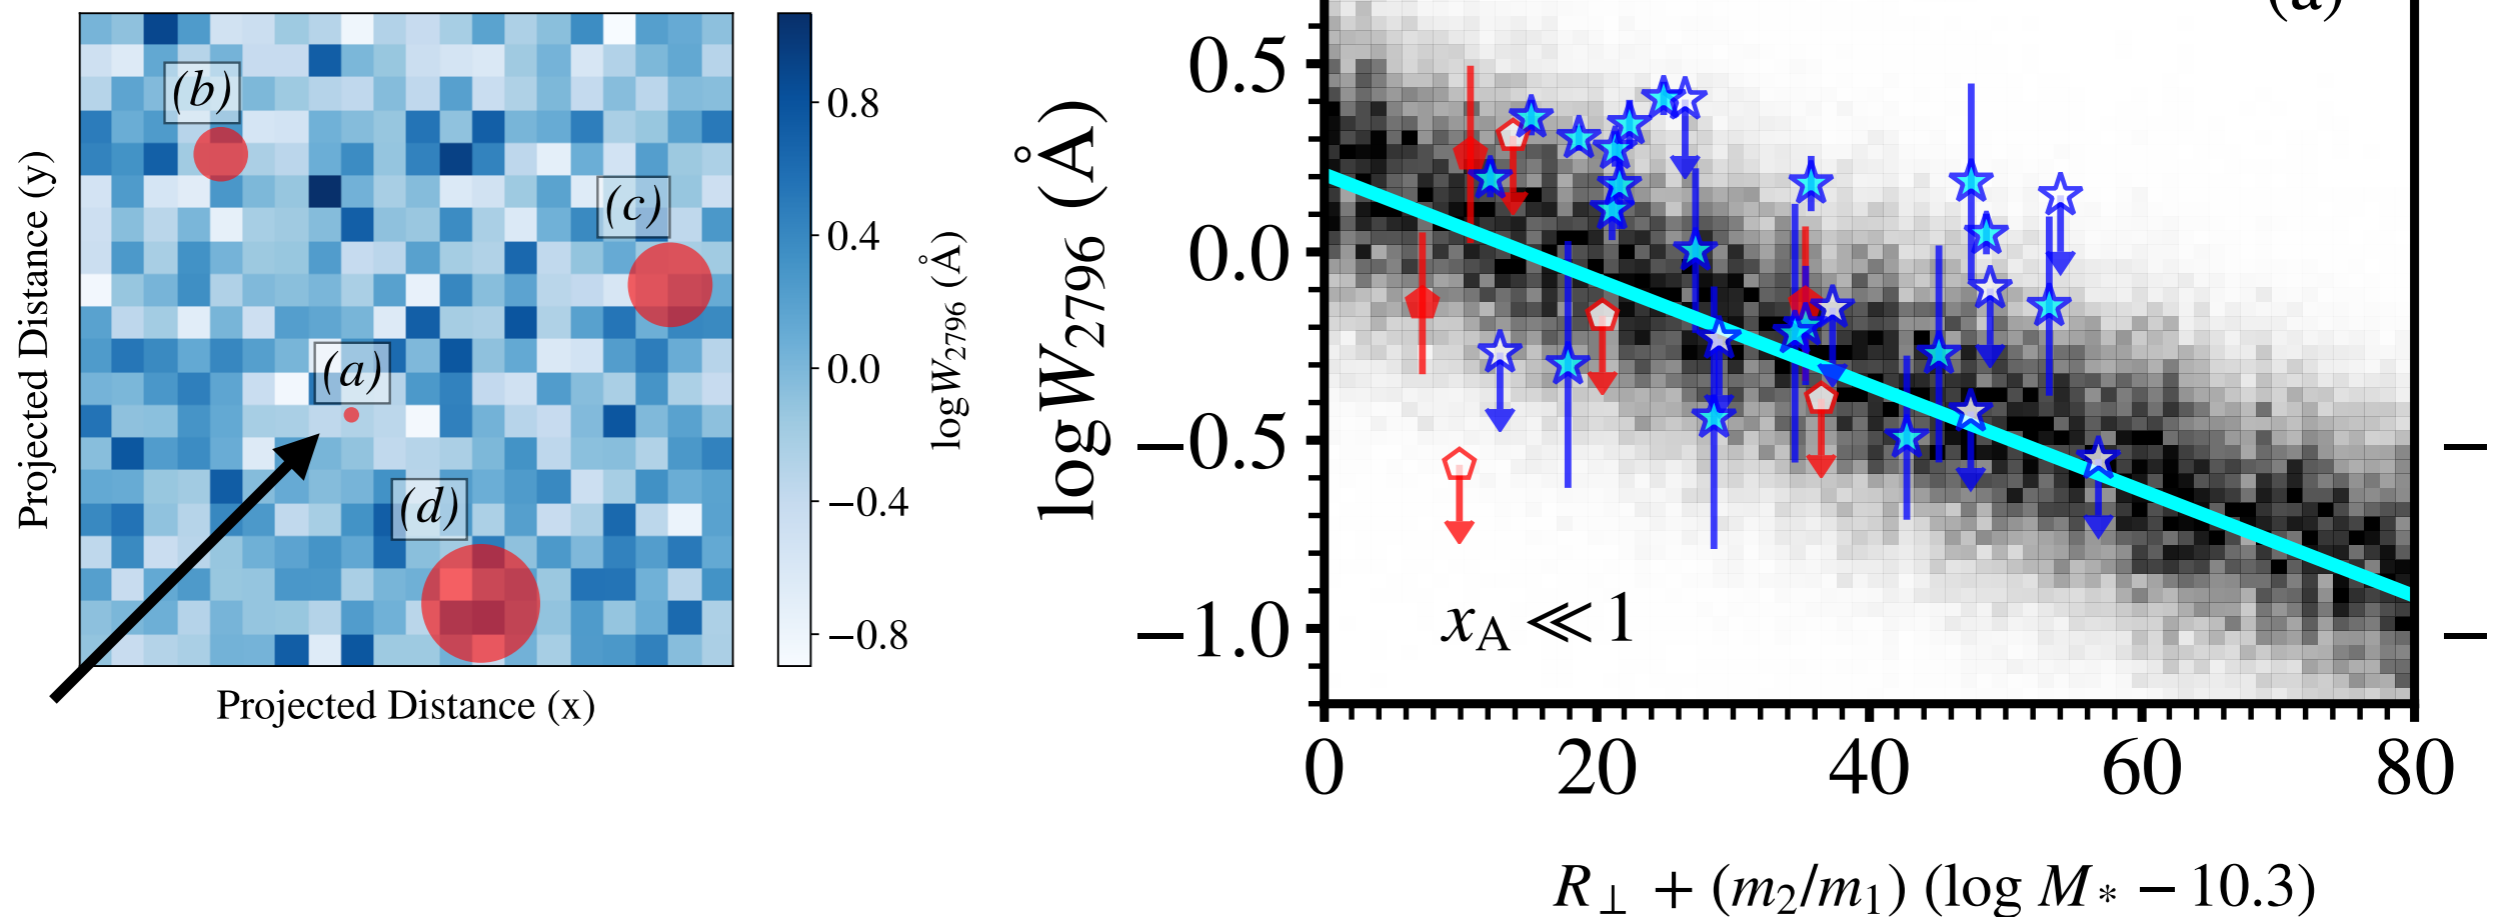 (b)
(c)
(a)
(d)
Projected Distance (y)
Projected Distance (x)
0.8
0.4
0.0
−0.4
−0.8
log W2796 (Å)
(a)
0.5
0.0
−0.5
−1.0
log W2796 (Å)
xA ≪ 1
0 20 40 60 80
R⊥ + (m2/m1) (log M* − 10.3)